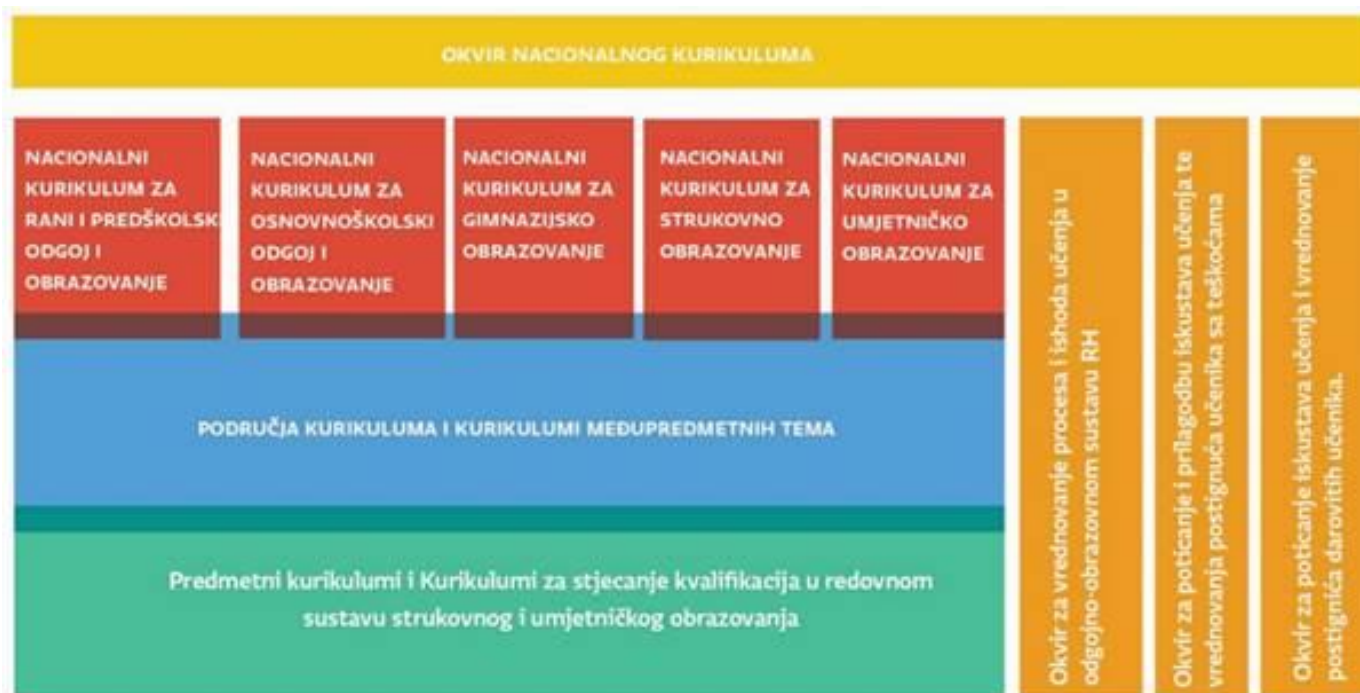 OKVIR NACIONALNOG KURIKULUMA
NACIONALNI
KURIKULUM ZA
RANI I PREDŠKOLSKI
ODGOJ I
OBRAZOVANJE
NACIONALNI
KURIKULUM ZA
OSNOVNOŠKOLSKI
ODGOJ I
OBRAZOVANJE
NACIONALNI
KURIKULUM ZA
GIMNAZIJSKO
OBRAZOVANJE
NACIONALNI
KURIKULUM ZA
STRUKOVNO
OBRAZOVANJE
NACIONALNI
KURIKULUM ZA
UMJETNIČKO
OBRAZOVANJE
PODRUČJA KURIKULUMA I KURIKULUMI MEĐUPREDMETNIH TEMA
Predmetni kurikulumi i Kurikulumi za stjecanje kvalifikacija u redovnom
sustavu strukovnog i umjetničkog obrazovanja
Okvir za vrednovanje procesa i ishoda učenja u
odgojno-obrazovnom sustavu RH
Okvir za poticanje i prilagodbu iskustava učenja te
vrednovanja postignuća učenika sa teškoćama
Okvir za poticanje iskustava učenja i vrednovanje
postignića darovitih učenika.